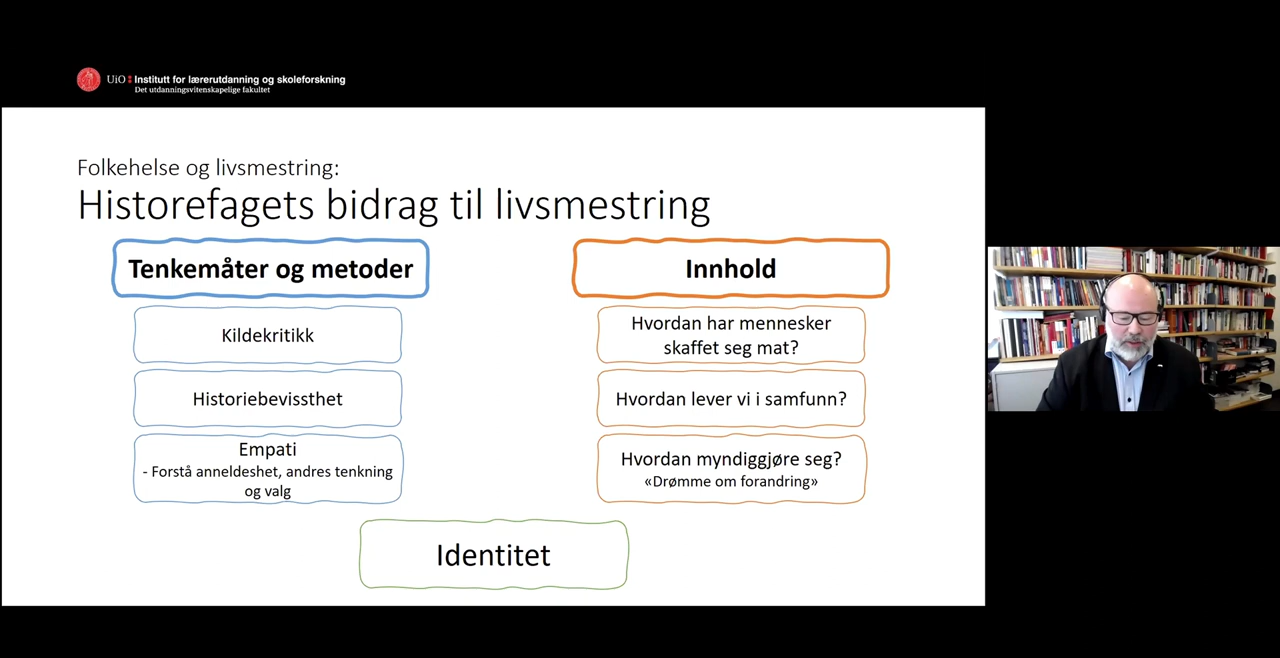 UiO Institutt for lærerutdanning og skoleforskning
Det utdanningsvitenskapelige fakultet
Folkehelse og livsmestring:
Historefagets bidrag til livsmestring
Tenkemåter og metoder
Kildekritikk
Historiebevissthet
Empati
- Forstå anneldeshet, andres tenkning
og valg
Innhold
Hvordan har mennesker
skaffet seg mat?
Hvordan lever vi i samfunn?
Hvordan myndiggjøre seg?
«Drømme om forandring»
Identitet